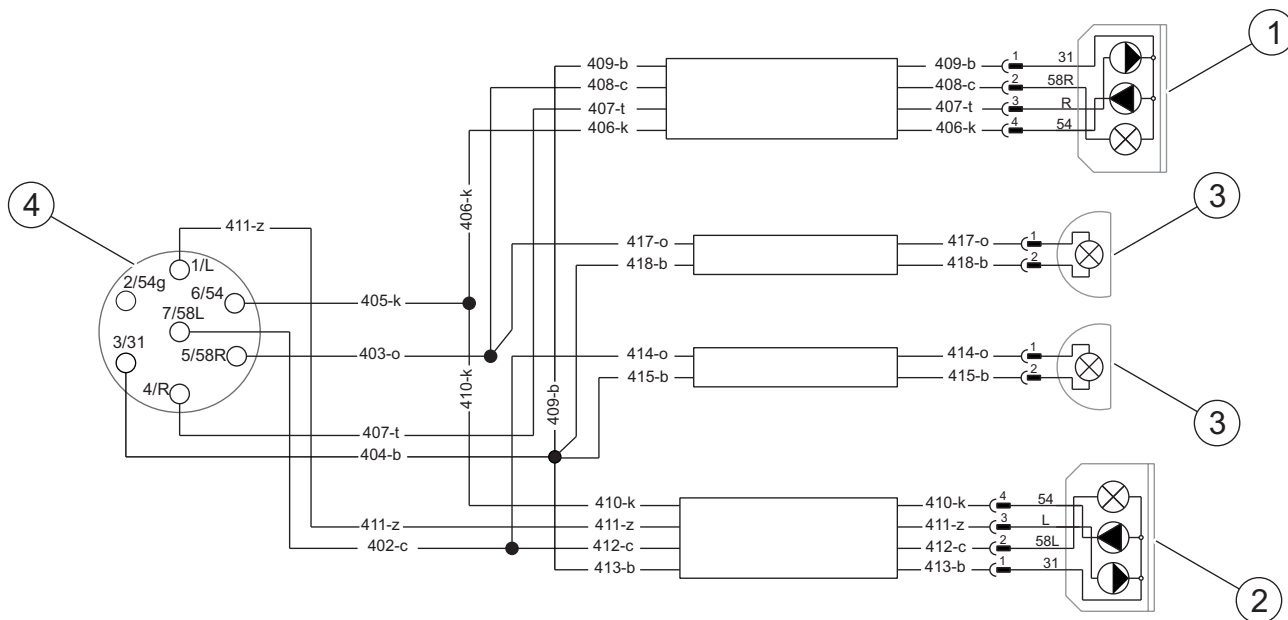 1
409-b 409-b 1 31
408-c 408-c 2 58R
407-t 407-t 3 R
406-k 406-k 4 54
406-k
4
3
411-z
417-o 417-o 1
418-b 418-b 2
1/L
2/54g
6/54
405-k
7/58L
3/31
5/58R
403-o
414-o 414-o 1
415-b 415-b 2
4/R
410-k
409-b
3
407-t
404-b
410-k 410-k 4 54
411-z 411-z 411-z 3 L
402-c 412-c 412-c 2 58L
413-b 413-b 1 31
2